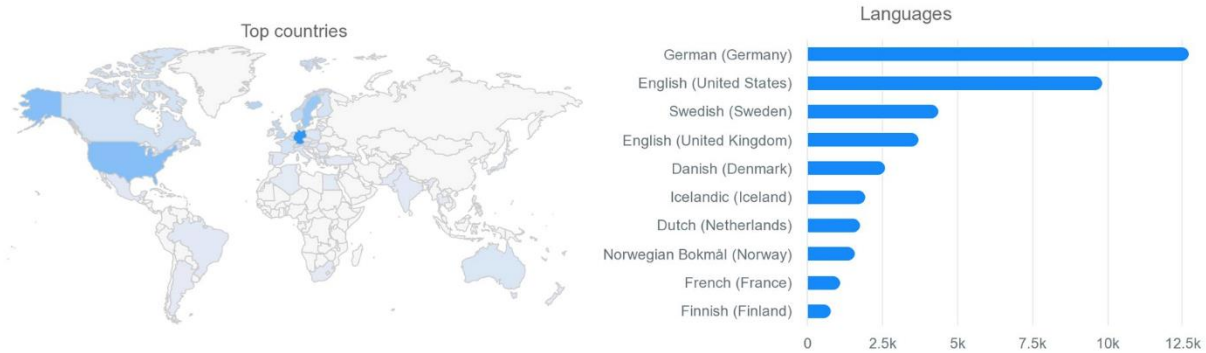 Top countries
Languages
German (Germany)
English (United States)
Swedish (Sweden)
English (United Kingdom)
Danish (Denmark)
Icelandic (Iceland)
Dutch (Netherlands)
Norwegian Bokmål (Norway)
French (France)
Finnish (Finland)
0 2.5k 5k 7.5k 10k 12.5k